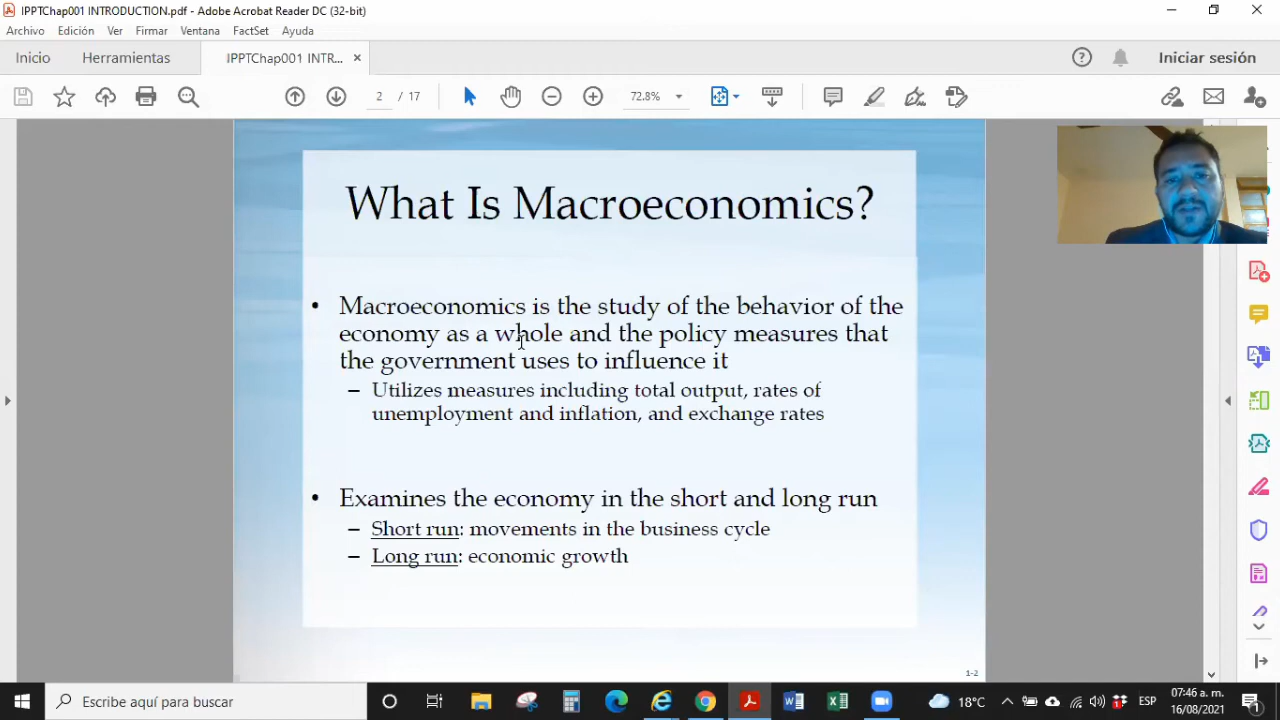 IPPTChap001 INTRODUCTION.pdf - Adobe Acrobat Reader DC (32-bit)
Archivo Edición Ver Firmar Ventana FactSet Ayuda
Inicio Herramientas IPPTChap001 INTR... Iniciar sesión
2 / 17 72.8%
What Is Macroeconomics?
• Macroeconomics is the study of the behavior of the
economy as a whole and the policy measures that
the government uses to influence it
– Utilizes measures including total output, rates of
unemployment and inflation, and exchange rates
• Examines the economy in the short and long run
– Short run: movements in the business cycle
– Long run: economic growth
1-2
Escribe aquí para buscar
18°C
ESP
07:46 a. m.
16/08/2021